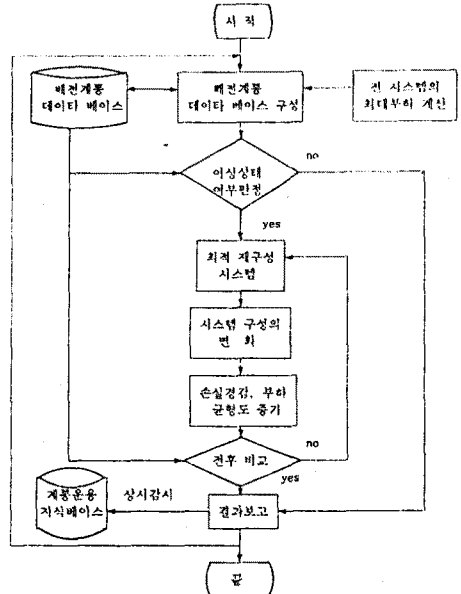 시 작
배전계통
데이타 베이스
배전계통
데이타 베이스 구성
전 시스템의
최대부하 계산
이상상태
여부판정
no
yes
최적 재구성
시스템
시스템 구성의
변 화
손실경감, 부하
균형도 증가
전후 비교
no
yes
계통운용
지식베이스
상시감시
결과보고
끝